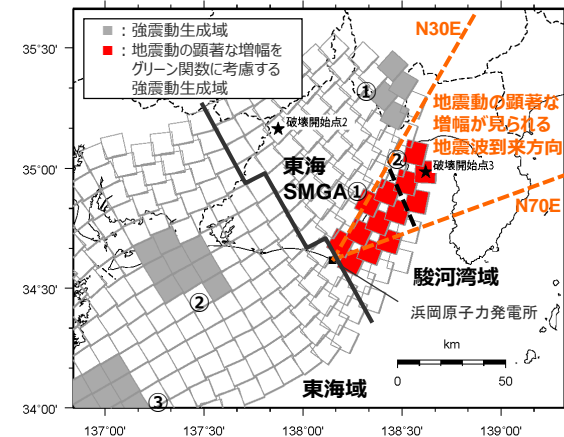 ■ : 強震動生成域
■ : 地震動の顕著な増幅を
グリーン関数に考慮する
強震動生成域
N30E
地震動の顕著な
増幅が見られる
地震波到来方向
N70E
①
★破壊開始点2
②
★破壊開始点3
東海
SMGA①
駿河湾域
浜岡原子力発電所
②
東海域
③
km
0 50
35°30'
35°00'
34°30'
34°00'
137°00' 137°30' 138°00' 138°30' 139°00'